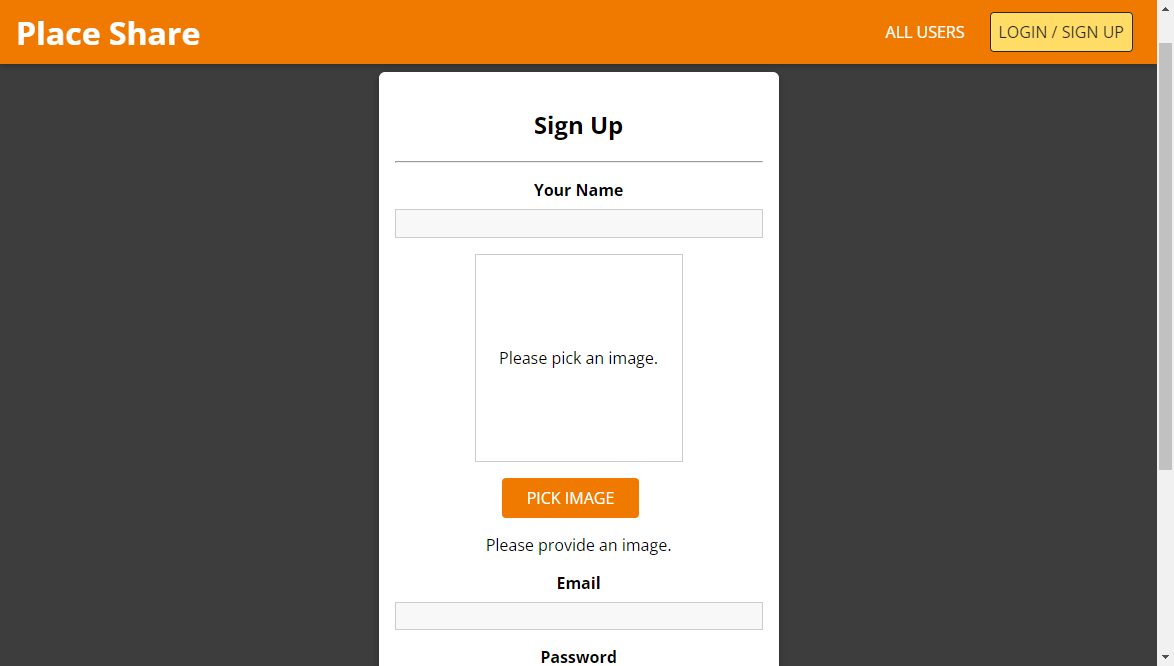 Place Share
ALL USERS
LOGIN / SIGN UP
Sign Up
Your Name
Please pick an image.
PICK IMAGE
Please provide an image.
Email
Password